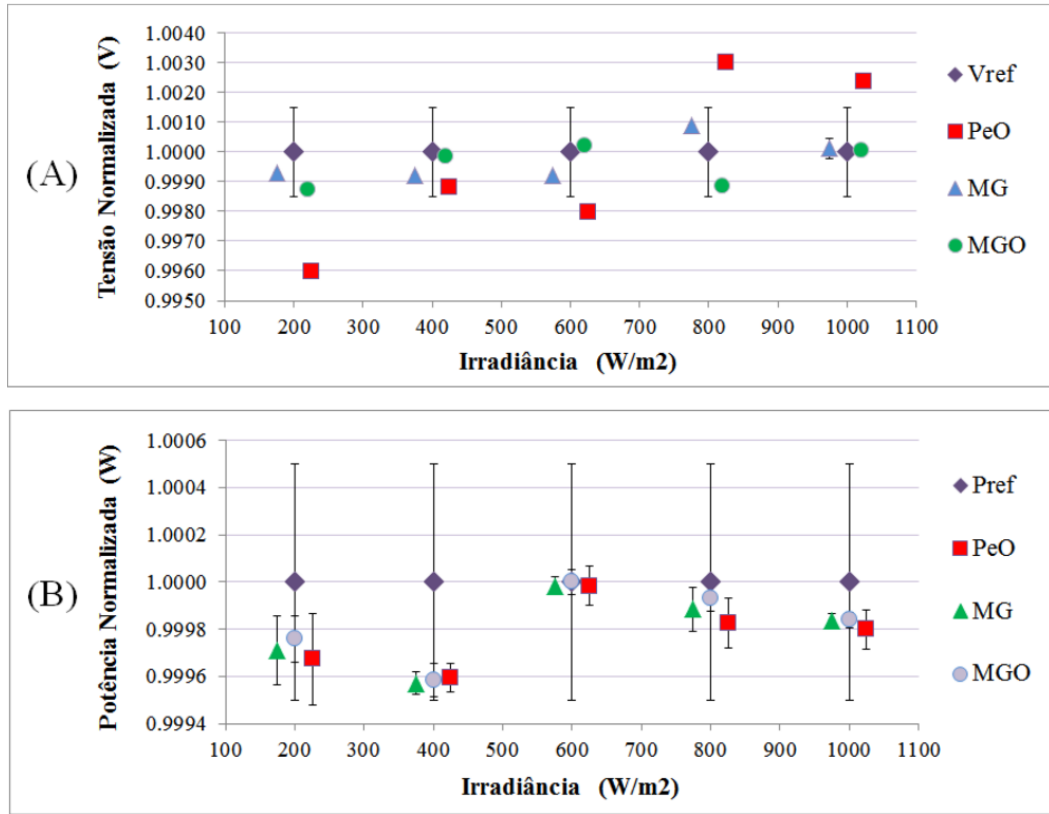 (A)
Tensão Normalizada (V)
1.0040
1.0030
1.0020
1.0010
1.0000
0.9990
0.9980
0.9970
0.9960
0.9950
100 200 300 400 500 600 700 800 900 1000 1100
Irradiância (W/m2)
Vref
PeO
MG
MGO
(B)
Potência Normalizada (W)
1.0006
1.0004
1.0002
1.0000
0.9998
0.9996
0.9994
100 200 300 400 500 600 700 800 900 1000 1100
Irradiância (W/m2)
Pref
PeO
MG
MGO